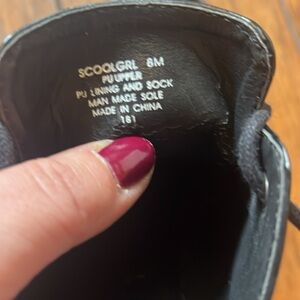 SCOOLGRL 8M
PU UPPER
PU LINING AND SOCK
MAN MADE SOLE
MADE IN CHINA
181